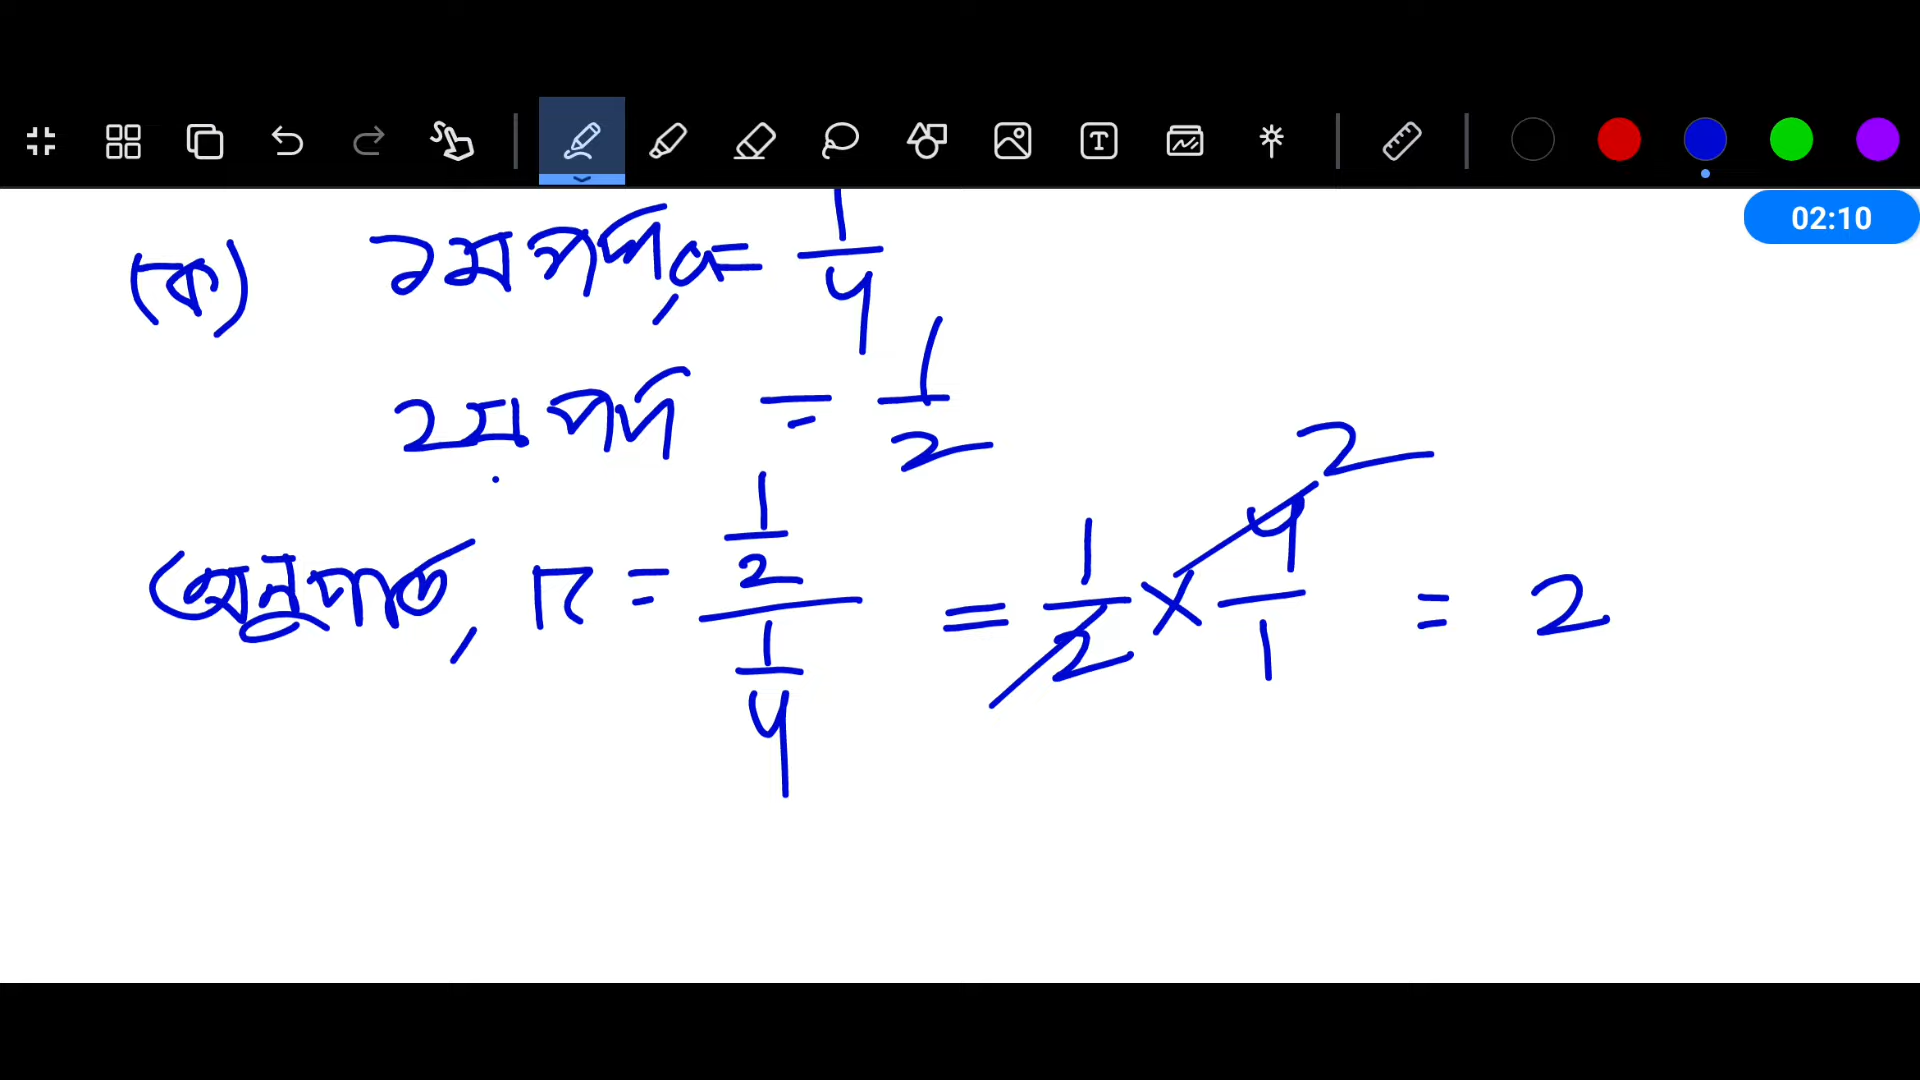 02:10
(ক) ১ম পদ, a = 1/4
২য় পদ = 1/2
অনুপাত, r = (1/2)/(1/4) = 1/2 × 4/1 2 = 2